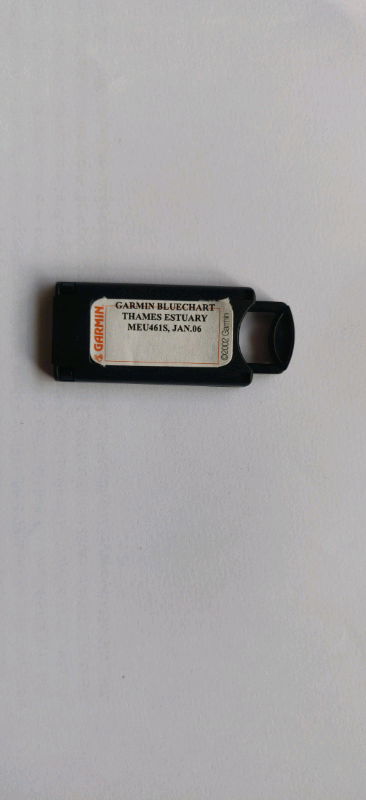 GARMIN BLUECHART
THAMES ESTUARY
MEU461S, JAN.06
GARMIN
©2002 Garmin